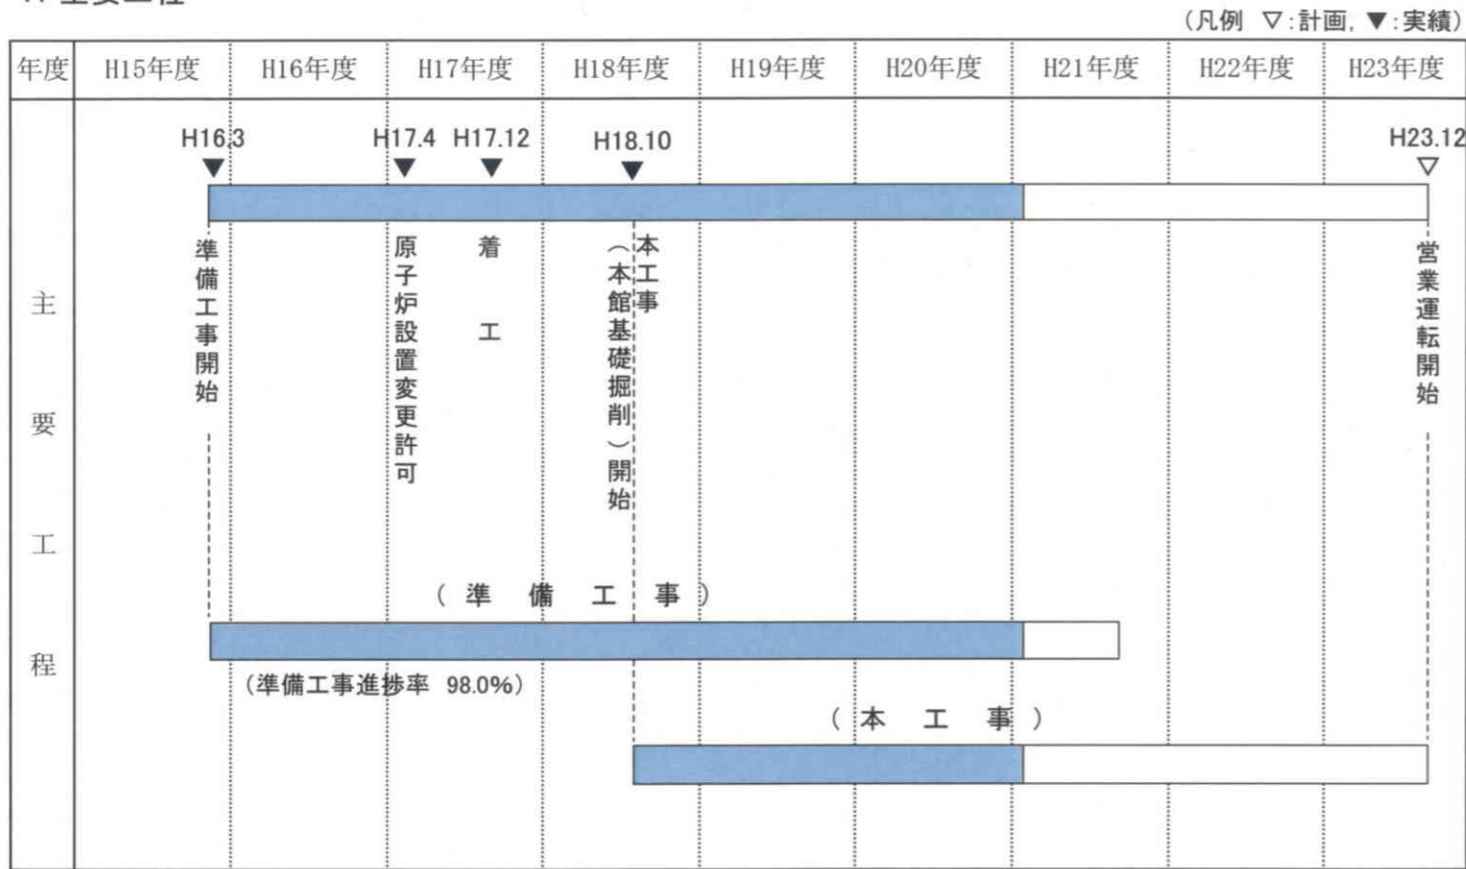 (凡例 ▽:計画, ▼:実績)
年度 H15年度 H16年度 H17年度 H18年度 H19年度 H20年度 H21年度 H22年度 H23年度
主要工程
H16.3 H17.4 H17.12 H18.10 H23.12
▼ ▼ ▼ ▼ ▽
準備工事開始
原子炉設置変更許可
着工
本工事
(本館基礎掘削)開始
営業運転開始
(準備工事)
(準備工事進捗率 98.0%)
(本工事)